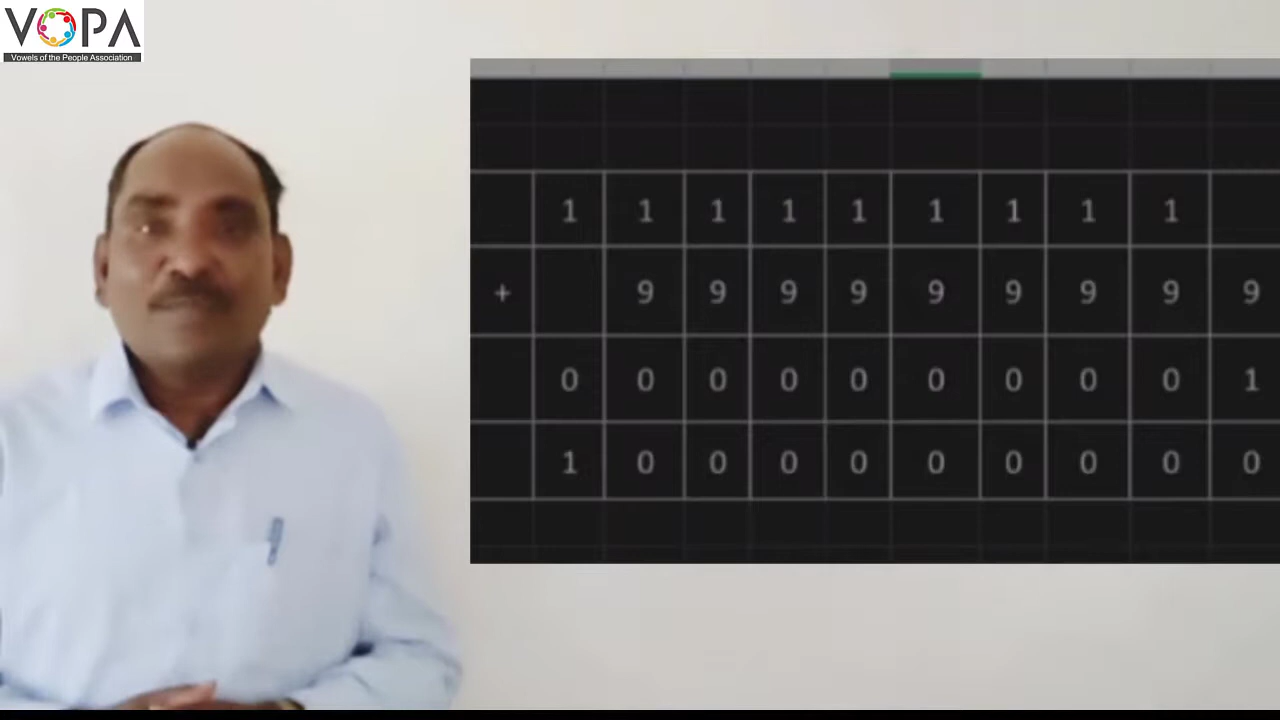 VOPA
Vowels of the People Association
1 1 1 1 1 1 1 1 1
+ 9 9 9 9 9 9 9 9 9
0 0 0 0 0 0 0 0 0 1
1 0 0 0 0 0 0 0 0 0